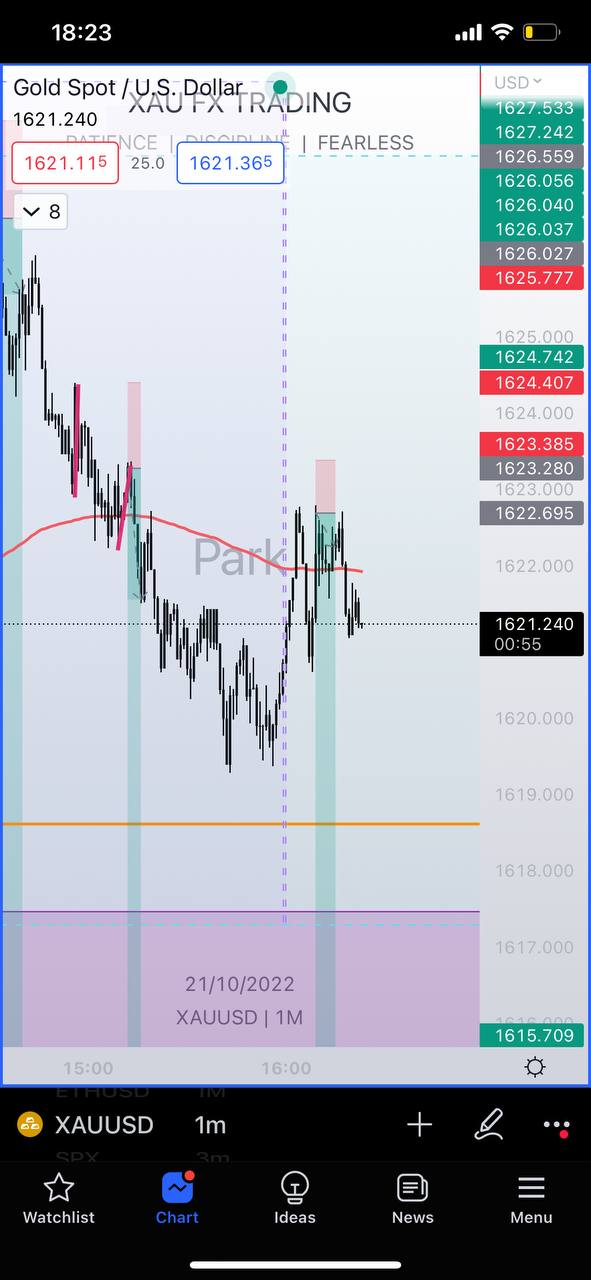 18:23
Gold Spot / U.S. Dollar
XAU FX TRADING
USD
1621.240
PATIENCE | DISCIPLINE | FEARLESS
1621.115
25.0
1621.365
8
1627.533
1627.242
1626.559
1626.056
1626.040
1626.037
1626.027
1625.777
1625.000
1624.742
1624.407
1624.000
1623.385
1623.280
1623.000
1622.695
Park
1622.000
1621.240
00:55
1620.000
1619.000
1618.000
1617.000
21/10/2022
XAUUSD | 1M
1616.000
1615.709
15:00
16:00
ETHUSD 1M
XAUUSD 1m
SPX 3m
Watchlist
Chart
Ideas
News
Menu